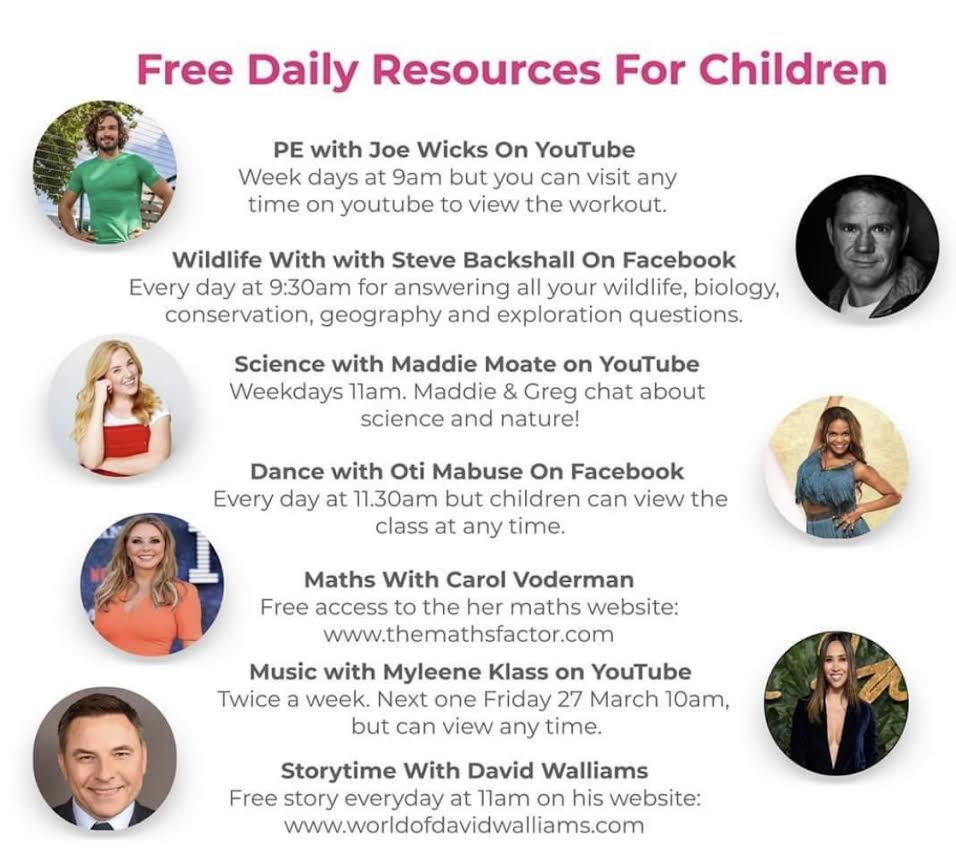 Free Daily Resources For Children
PE with Joe Wicks On YouTube
Week days at 9am but you can visit any
time on youtube to view the workout.
Wildlife With with Steve Backshall On Facebook
Every day at 9:30am for answering all your wildlife, biology,
conservation, geography and exploration questions.
Science with Maddie Moate on YouTube
Weekdays 11am. Maddie & Greg chat about
science and nature!
Dance with Oti Mabuse On Facebook
Every day at 11.30am but children can view the
class at any time.
Maths With Carol Voderman
Free access to the her maths website:
www.themathsfactor.com
Music with Myleene Klass on YouTube
Twice a week. Next one Friday 27 March 10am,
but can view any time.
Storytime With David Walliams
Free story everyday at 11am on his website:
www.worldofdavidwalliams.com